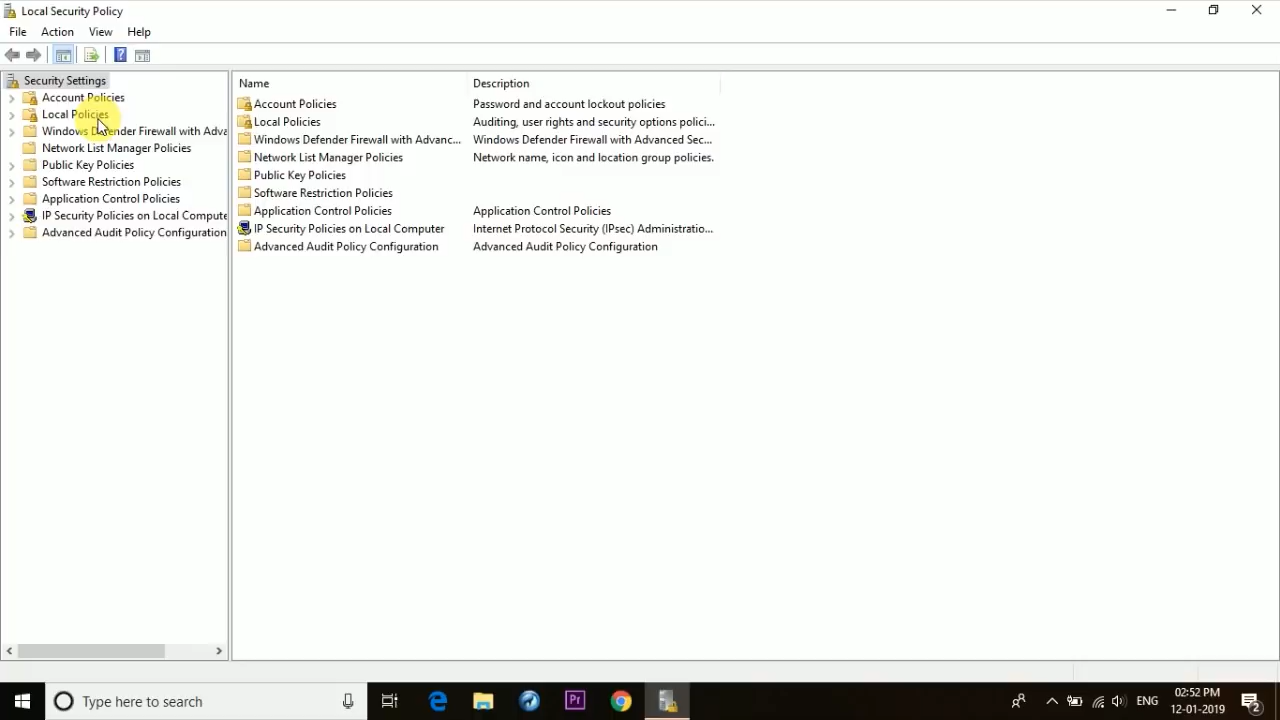 Local Security Policy
File Action View Help
Security Settings
Account Policies
Local Policies
Windows Defender Firewall with Adva
Network List Manager Policies
Public Key Policies
Software Restriction Policies
Application Control Policies
IP Security Policies on Local Compute
Advanced Audit Policy Configuration
Name Description
Account Policies Password and account lockout policies
Local Policies Auditing, user rights and security options polici...
Windows Defender Firewall with Advanc... Windows Defender Firewall with Advanced Sec...
Network List Manager Policies Network name, icon and location group policies.
Public Key Policies
Software Restriction Policies
Application Control Policies Application Control Policies
IP Security Policies on Local Computer Internet Protocol Security (IPsec) Administratio...
Advanced Audit Policy Configuration Advanced Audit Policy Configuration
Type here to search
Pr
ENG
02:52 PM
12-01-2019
2